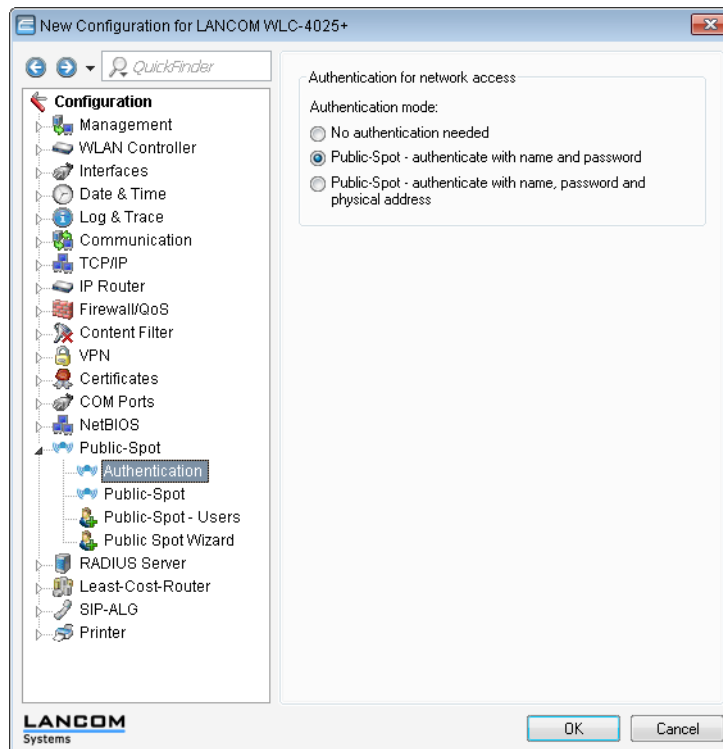 New Configuration for LANCOM WLC-4025+
QuickFinder
Configuration
Management
WLAN Controller
Interfaces
Date & Time
Log & Trace
Communication
TCP/IP
IP Router
Firewall/QoS
Content Filter
VPN
Certificates
COM Ports
NetBIOS
Public-Spot
Authentication
Public-Spot
Public-Spot - Users
Public Spot Wizard
RADIUS Server
Least-Cost-Router
SIP-ALG
Printer
Authentication for network access
Authentication mode:
No authentication needed
Public-Spot - authenticate with name and password
Public-Spot - authenticate with name, password and
physical address
LANCOM
Systems
OK
Cancel